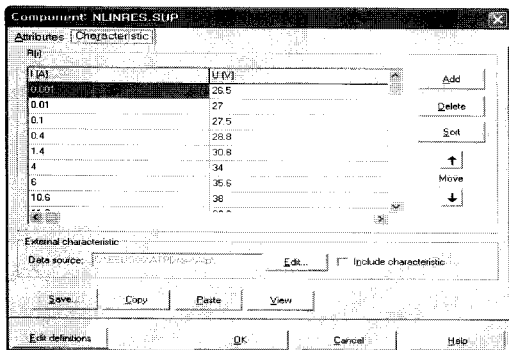 Component: NLINRES.SUP
Attributes Characteristic
R(i)
I [A] U [V]
0.001 26.5
0.01 27
0.1 27.5
0.4 28.8
1.4 30.8
4 34
6 35.6
10.6 38
Add
Delete
Sort
Move
External characteristic
Data source: Edit... Include characteristic
Save... Copy Paste View
Edit definitions OK Cancel Help